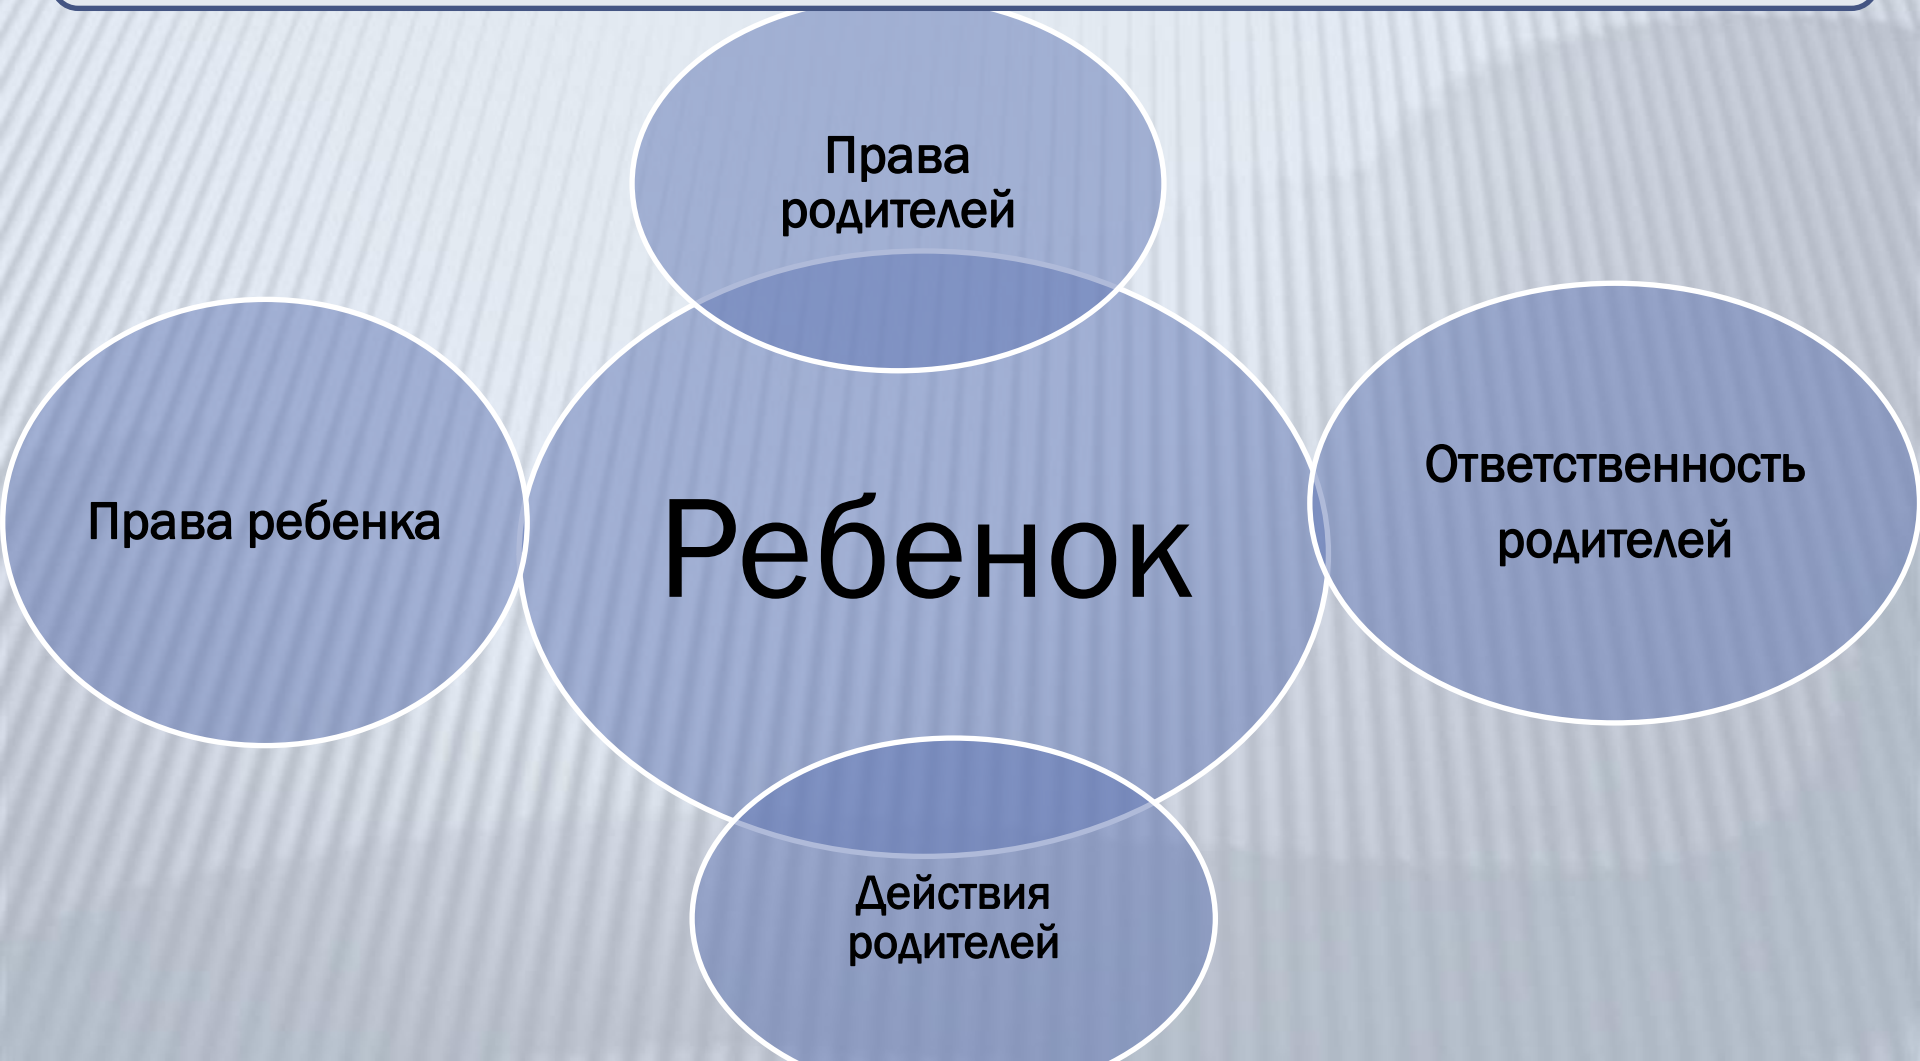 Права
родителей
Права ребенка
Ребенок
Ответственность
родителей
Действия
родителей